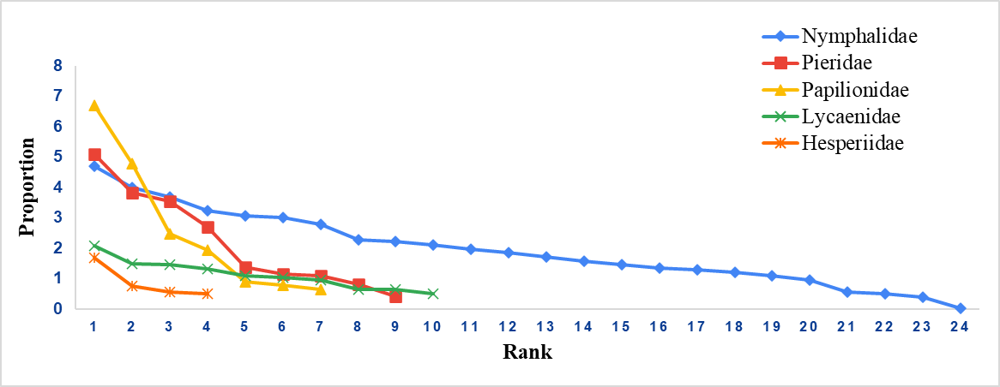 Nymphalidae
Pieridae
Papilionidae
Lycaenidae
Hesperiidae
Proportion
8
7
6
5
4
3
2
1
0
1 2 3 4 5 6 7 8 9 10 11 12 13 14 15 16 17 18 19 20 21 22 23 24
Rank